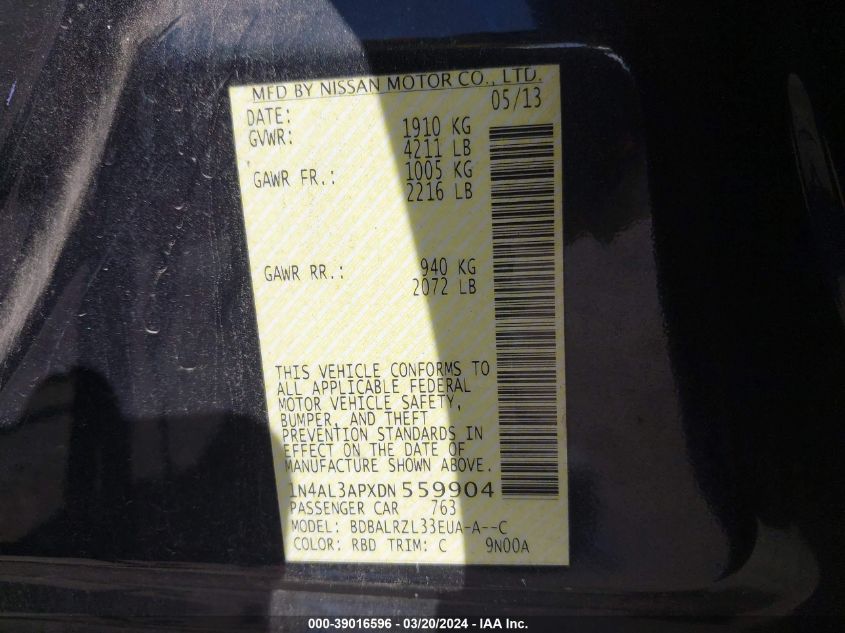 MFD BY NISSAN MOTOR CO., LTD.
DATE: 05/13
GVWR: 1910 KG
4211 LB
GAWR FR.: 1005 KG
2216 LB
GAWR RR.: 940 KG
2072 LB
THIS VEHICLE CONFORMS TO
ALL APPLICABLE FEDERAL
MOTOR VEHICLE SAFETY,
BUMPER, AND THEFT
PREVENTION STANDARDS IN
EFFECT ON THE DATE OF
MANUFACTURE SHOWN ABOVE.
1N4AL3APXDN 559904
PASSENGER CAR 763
MODEL: BDBALRZL33EUA-A--C
COLOR: RBD TRIM: C 9N00A
000-39016596 - 03/20/2024 - IAA Inc.